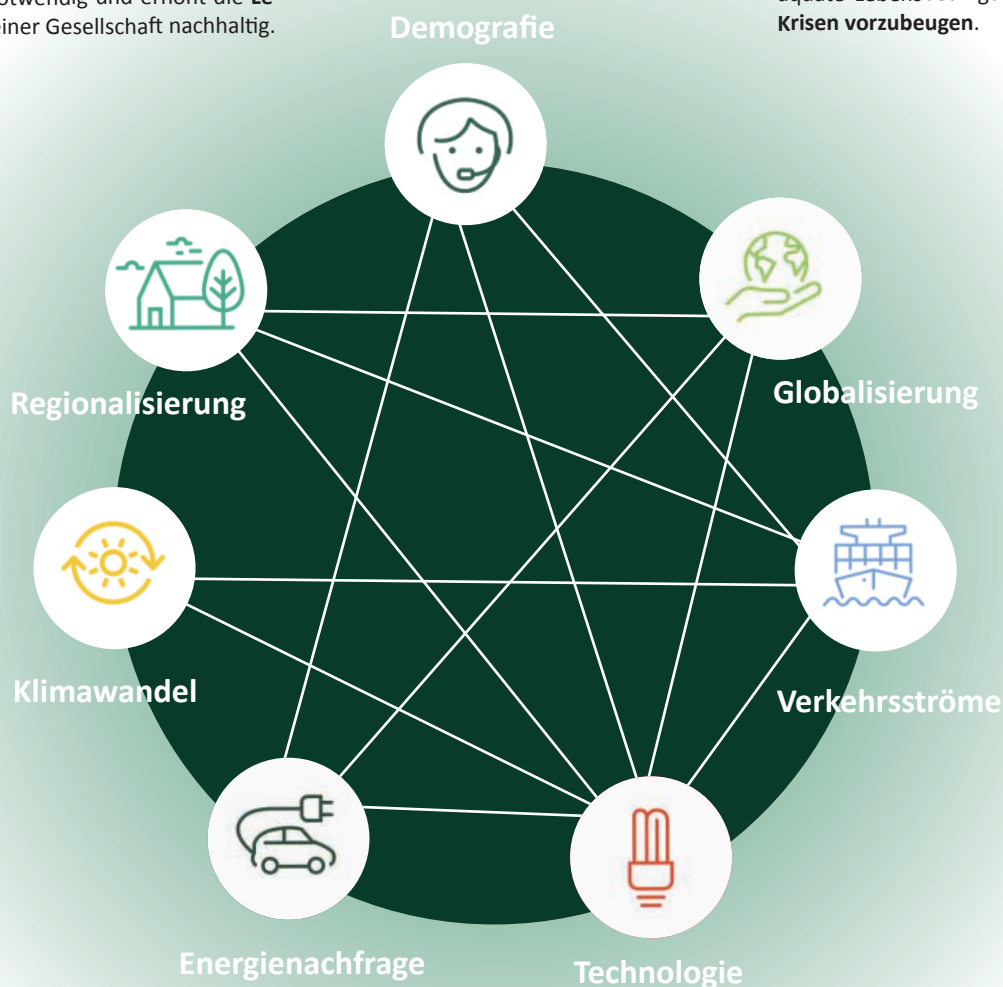 einer Gesellschaft nachhaltig.
Krisen vorzubeugen.
Demografie
Regionalisierung
Globalisierung
Klimawandel
Verkehrsströme
Energienachfrage
Technologie